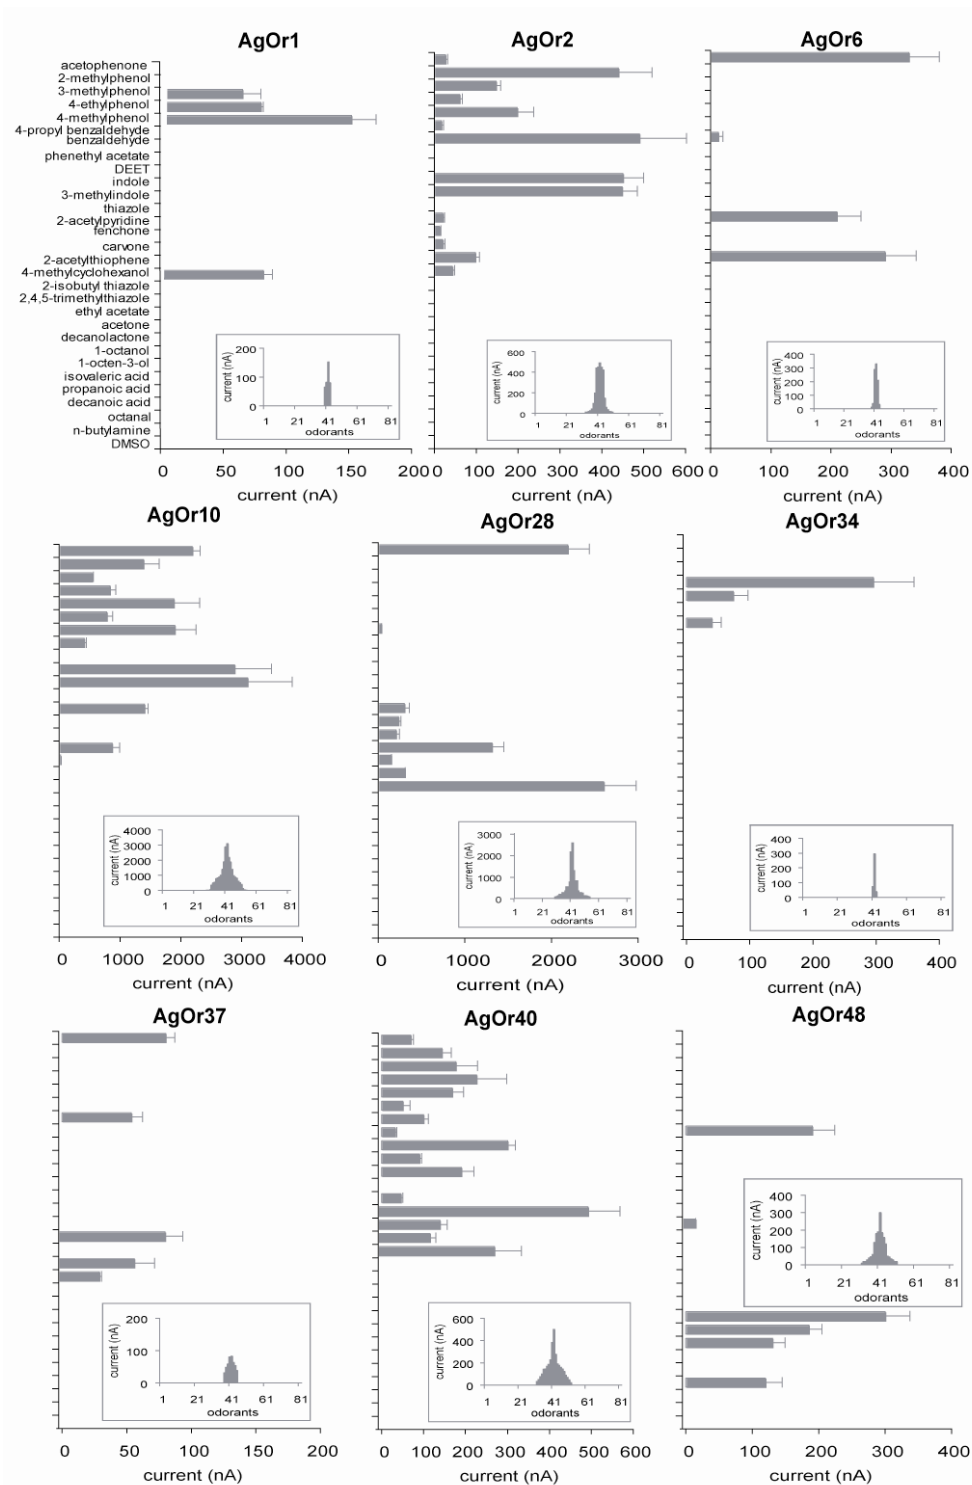 AgOr1
AgOr2
AgOr6
acetophenone
2-methylphenol
3-methylphenol
4-ethylphenol
4-methylphenol
4-propyl benzaldehyde
benzaldehyde
phenethyl acetate
DEET
indole
3-methylindole
thiazole
2-acetylpyridine
fenchone
carvone
2-acetylthiophene
4-methylcyclohexanol
2-isobutyl thiazole
2,4,5-trimethylthiazole
ethyl acetate
acetone
decanolactone
1-octanol
1-octen-3-ol
isovaleric acid
propanoic acid
decanoic acid
octanal
n-butylamine
DMSO
current (nA)
200
100
0
1 21 41 61 81
odorants
current (nA)
600
400
200
0
1 21 41 61 81
odorants
current (nA)
400
300
200
100
0
1 21 41 61 81
odorants
0 50 100 150 200
current (nA)
0 100 200 300 400 500 600
current (nA)
0 100 200 300 400
current (nA)
AgOr10
AgOr28
AgOr34
current (nA)
4000
3000
2000
1000
0
1 21 41 61 81
odorants
current (nA)
3000
2000
1000
0
1 21 41 61 81
odorants
current (nA)
400
300
200
100
0
1 21 41 61 81
odorants
0 1000 2000 3000 4000
current (nA)
0 1000 2000 3000
current (nA)
0 100 200 300 400
current (nA)
AgOr37
AgOr40
AgOr48
current (nA)
200
100
0
1 21 41 61 81
odorants
current (nA)
600
400
200
0
1 21 41 61 81
odorants
current (nA)
400
300
200
100
0
1 21 41 61 81
odorants
0 50 100 150 200
current (nA)
0 100 200 300 400 500 600
current (nA)
0 100 200 300 400
current (nA)